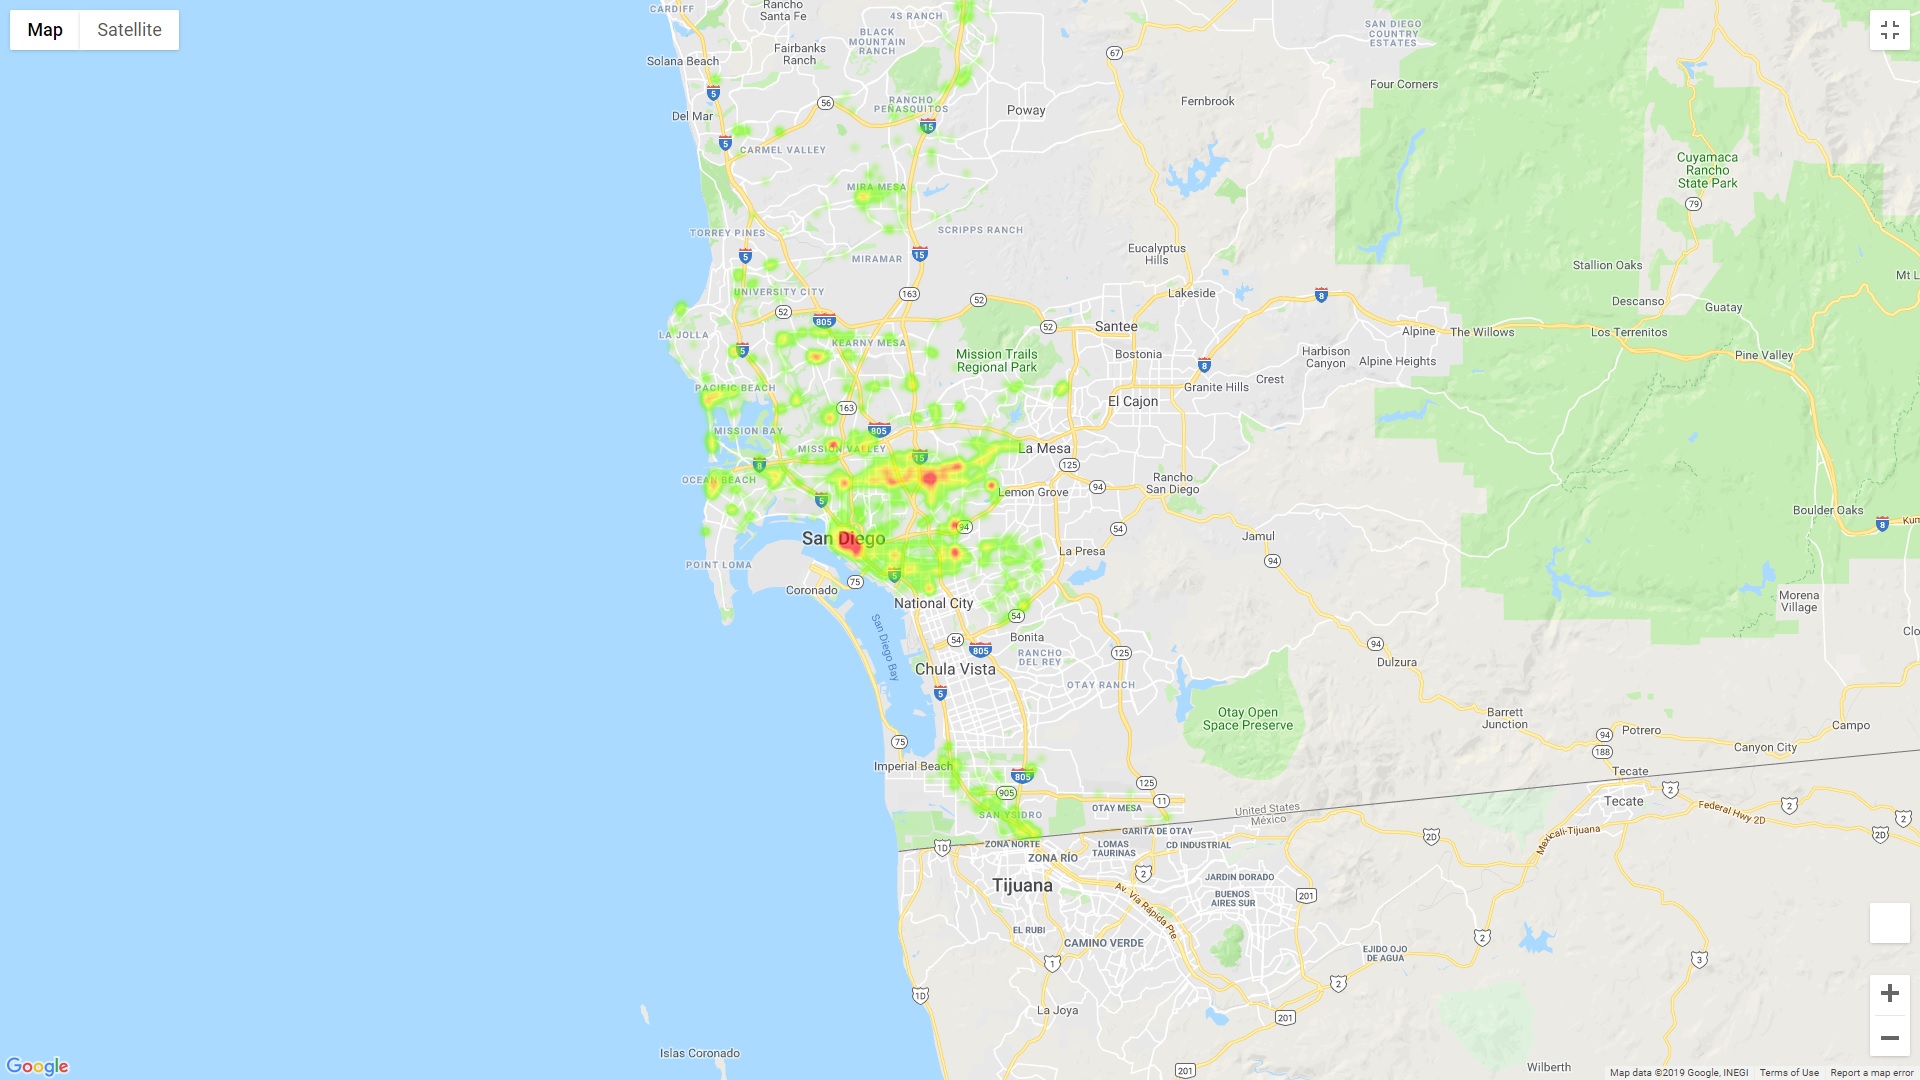 Map
Satellite
CARDIFF
RANCHO
Santa Fe
4S RANCH
BLACK
MOUNTAIN
RANCH
Fairbanks
Ranch
Solana Beach
5
56
RANCHO
PEÑASQUITOS
15
Del Mar
5
CARMEL VALLEY
Poway
67
Fernbrook
SAN DIEGO
COUNTRY
ESTATES
Four Corners
Cuyamaca
Rancho
State Park
79
MIRA MESA
TORREY PINES
SCRIPPS RANCH
5
MIRAMAR
15
Eucalyptus
Hills
Stallion Oaks
Mt L
UNIVERSITY CITY
163
52
Lakeside
8
Descanso
Guatay
52
805
LA JOLLA
KEARNY MESA
52
Santee
Alpine
The Willows
Los Terrenitos
5
Mission Trails
Regional Park
Bostonia
8
Harbison
Canyon
Alpine Heights
Pine Valley
PACIFIC BEACH
Granite Hills
Crest
163
El Cajon
MISSION BAY
805
MISSION VALLEY
15
La Mesa
8
125
OCEAN BEACH
5
Lemon Grove
94
Rancho
San Diego
94
54
Boulder Oaks
8
Kum
San Diego
La Presa
Jamul
94
POINT LOMA
5
75
Coronado
National City
54
Morena
Village
Clo
San Diego Bay
54
805
Bonita
RANCHO
DEL REY
125
94
Dulzura
Chula Vista
5
OTAY RANCH
Otay Open
Space Preserve
Barrett
Junction
94
Potrero
Campo
75
188
Canyon City
Imperial Beach
805
125
Tecate
905
11
2
SAN YSIDRO
OTAY MESA
United States
México
Tecate
Federal Hwy 2D
2
2
2D
1D
ZONA NORTE
GARITA DE OTAY
2D
Mexicali-Tijuana
ZONA RÍO
LOMAS
TAURINAS
CD INDUSTRIAL
2
Tijuana
JARDIN DORADO
BUENOS
AIRES SUR
201
Av. Vía Rápida Pte.
EL RUBI
CAMINO VERDE
2
EJIDO OJO
DE AGUA
1
3
1D
2
La Joya
201
Islas Coronado
201
Wilberth
Google
Map data ©2019 Google, INEGI
Terms of Use
Report a map error